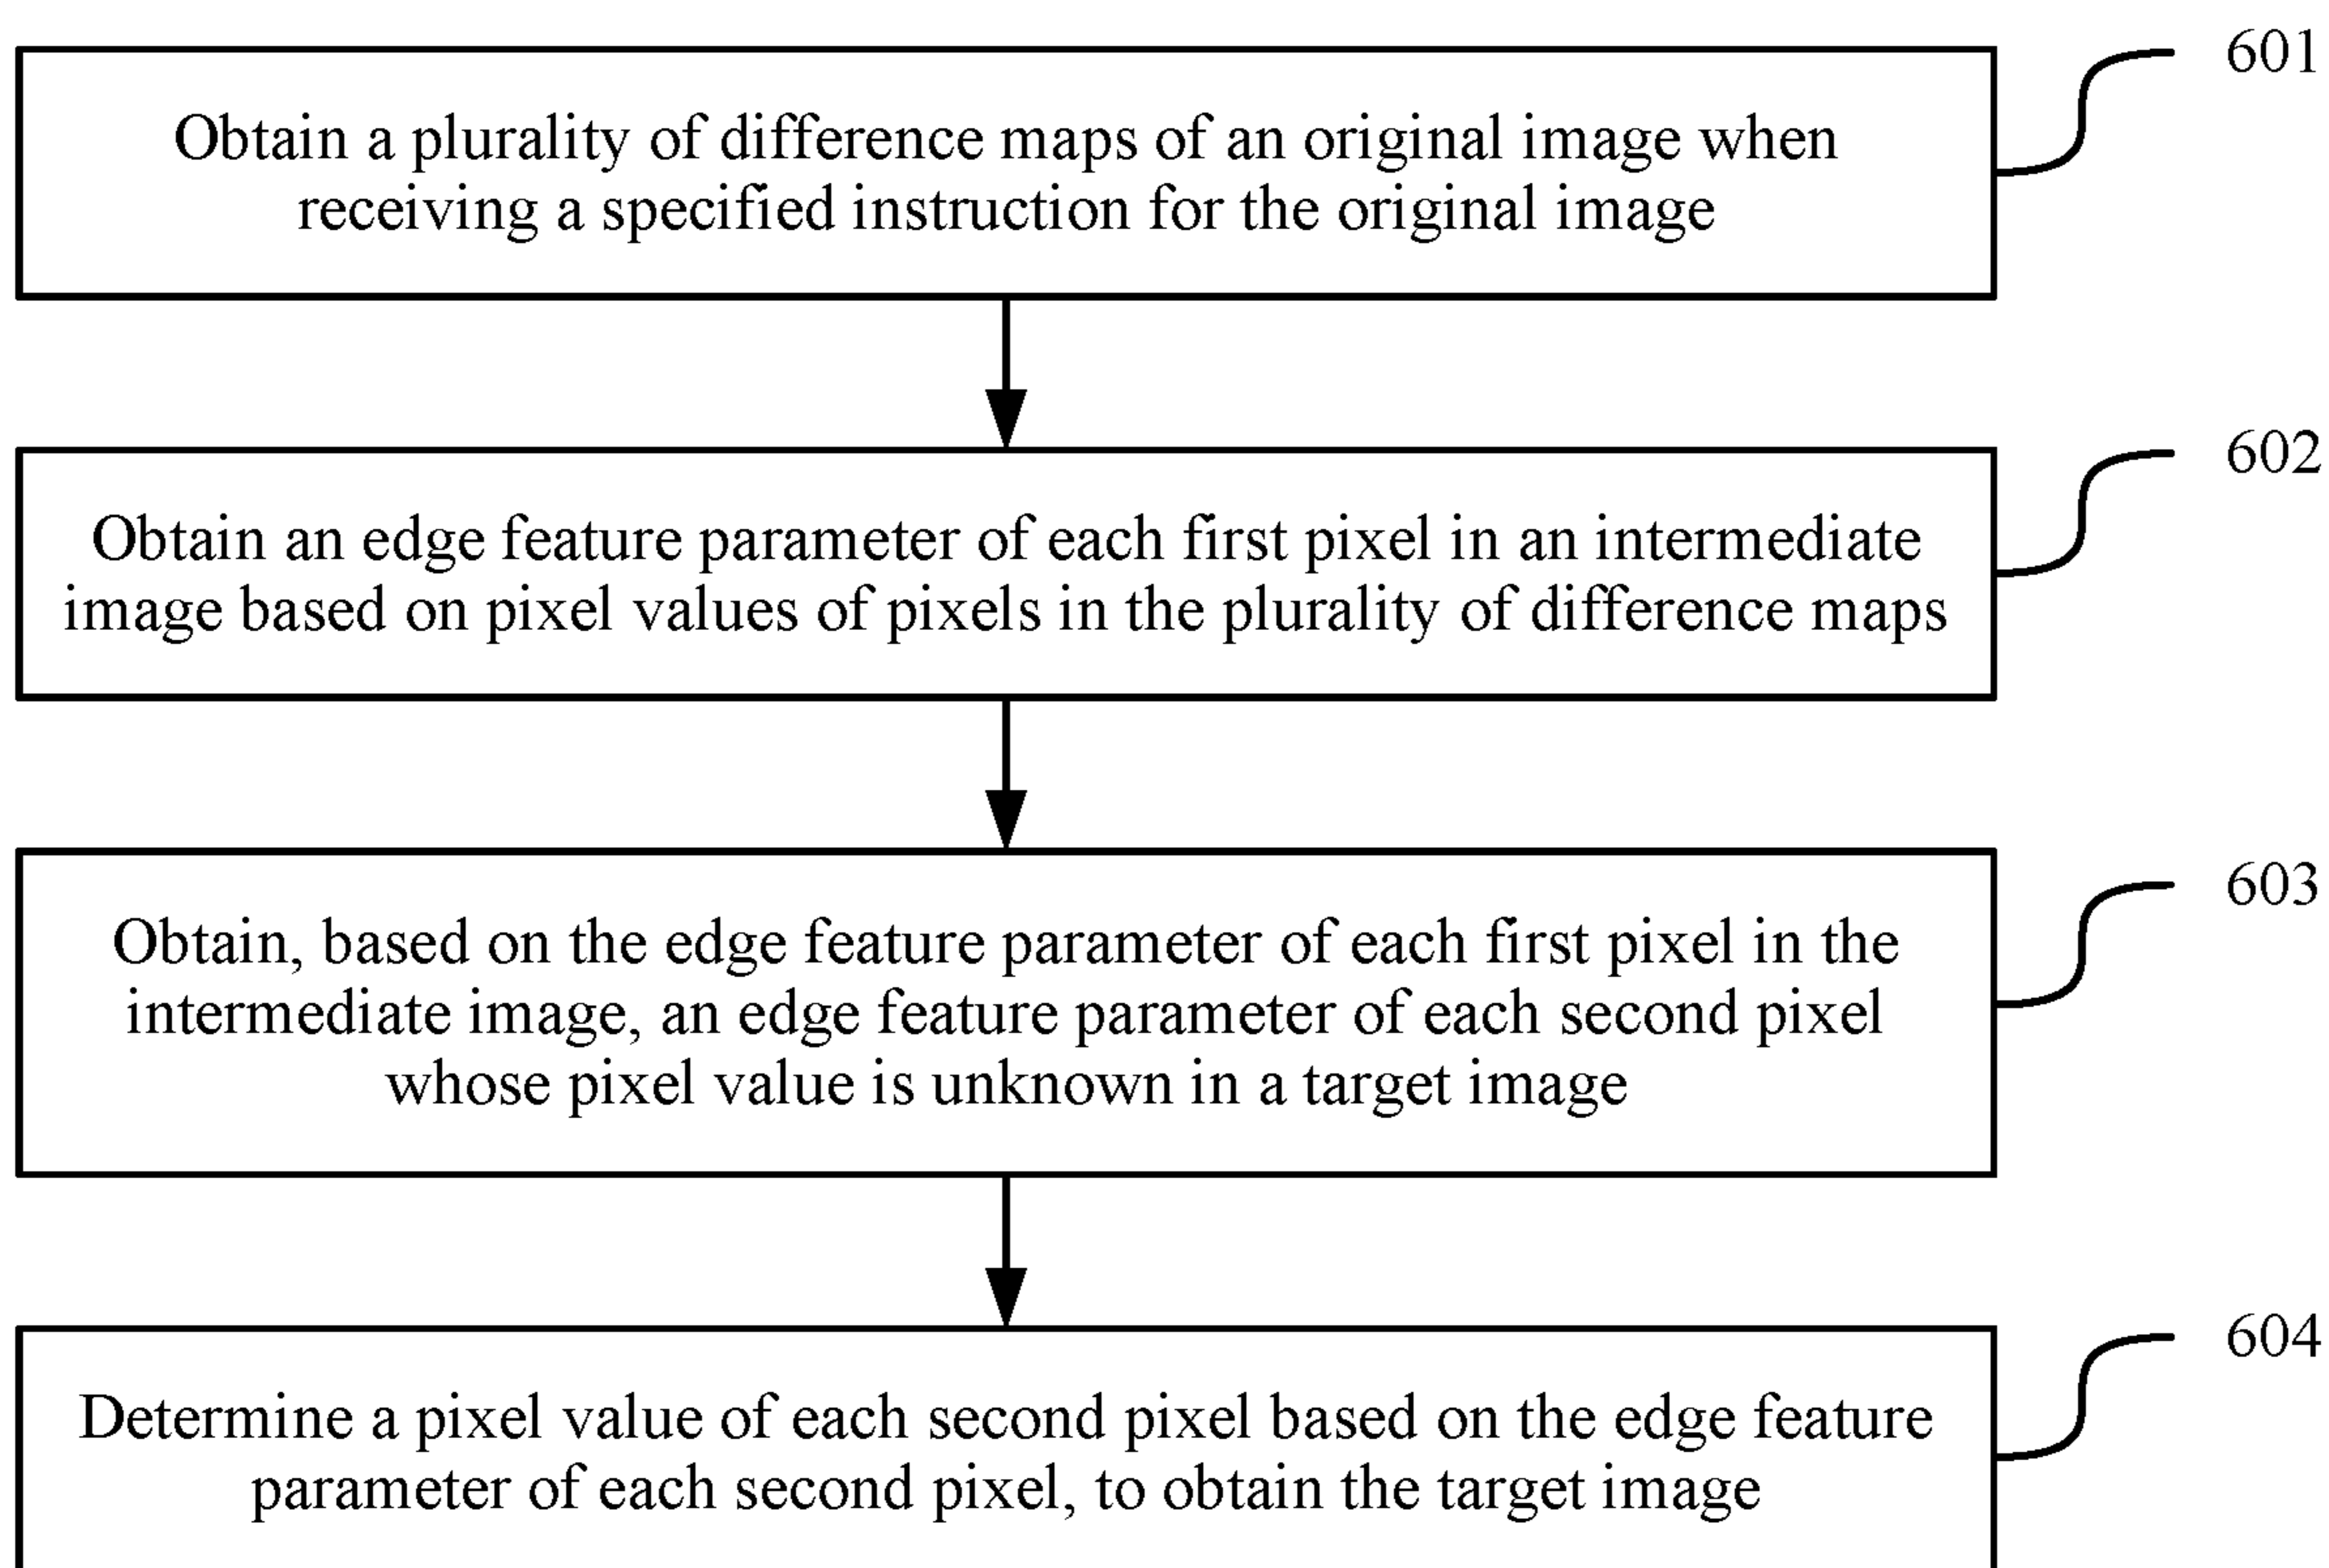 601
Obtain a plurality of difference maps of an original image when
receiving a specified instruction for the original image
602
Obtain an edge feature parameter of each first pixel in an intermediate
image based on pixel values of pixels in the plurality of difference maps
603
Obtain, based on the edge feature parameter of each first pixel in the
intermediate image, an edge feature parameter of each second pixel
whose pixel value is unknown in a target image
604
Determine a pixel value of each second pixel based on the edge feature
parameter of each second pixel, to obtain the target image